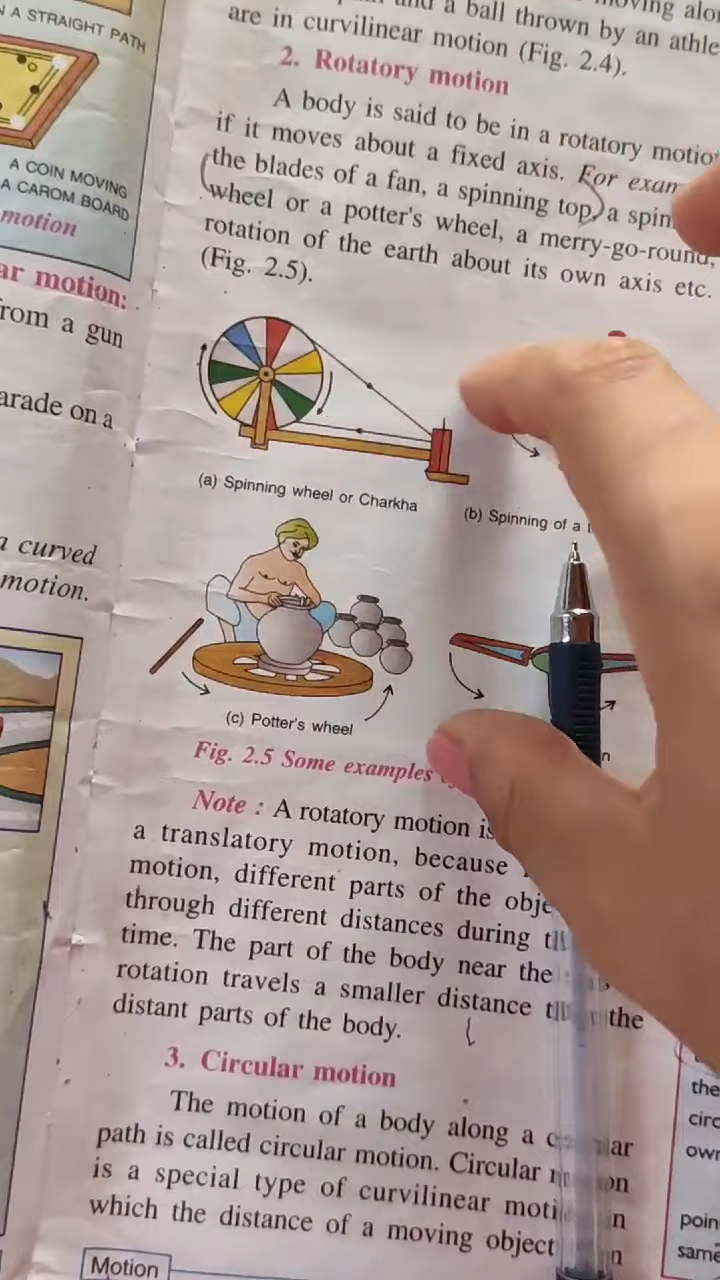 N A STRAIGHT PATH
A COIN MOVING
A CAROM BOARD
motion
ar motion:
from a gun
arade on a
a curved
motion.
and a ball thrown by an athle
are in curvilinear motion (Fig. 2.4).
2. Rotatory motion
A body is said to be in a rotatory motio
if it moves about a fixed axis. For exam
(the blades of a fan, a spinning top,) a spin
wheel or a potter's wheel, a merry-go-round,
rotation of the earth about its own axis etc.
(Fig. 2.5).
(a) Spinning wheel or Charkha
(b) Spinning of a t
(c) Potter's wheel
n
Fig. 2.5 Some examples
Note : A rotatory motion is
a translatory motion, because
motion, different parts of the obje
through different distances during t
time. The part of the body near the
rotation travels a smaller distance the
distant parts of the body.
3. Circular motion
The motion of a body along a c ar
path is called circular motion. Circular on
is a special type of curvilinear moti n
which the distance of a moving object n
Motion
the
circ
own
poin
same